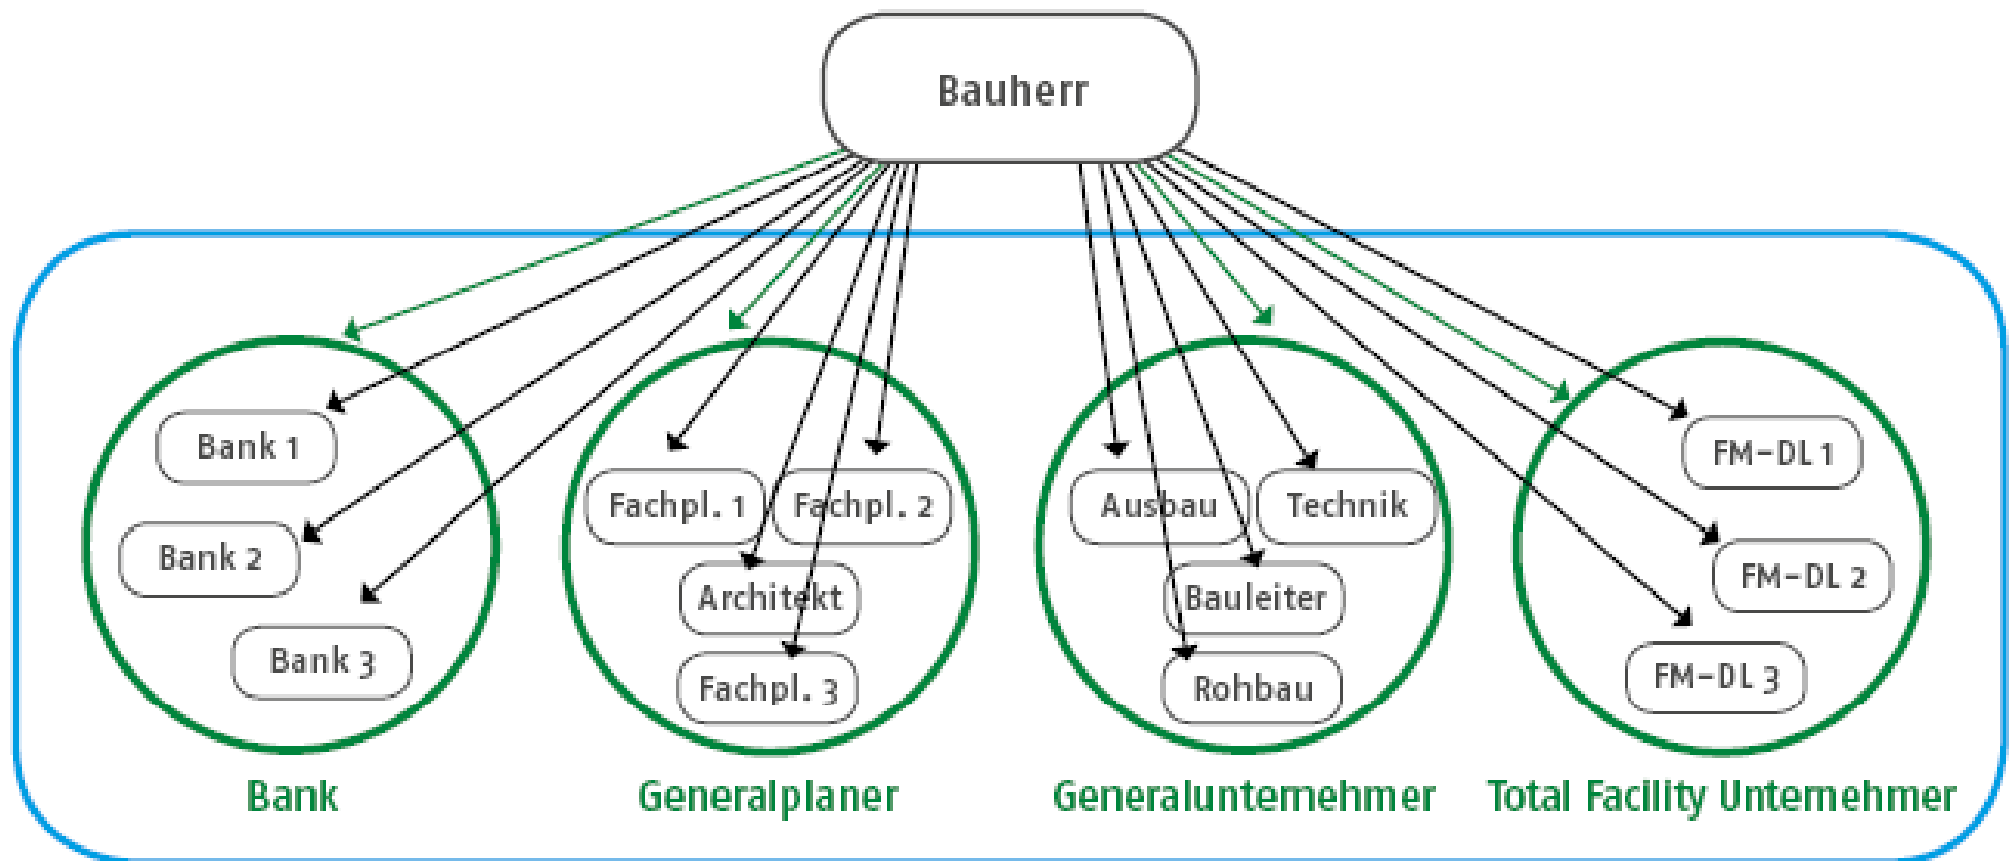 Bauherr
Bank 1
Bank 2
Bank 3
Fachpl. 1
Fachpl. 2
Architekt
Fachpl. 3
Ausbau
Technik
Bauleiter
Rohbau
FM-DL 1
FM-DL 2
FM-DL 3
Bank
Generalplaner
Generalunternehmer
Total Facility Unternehmer